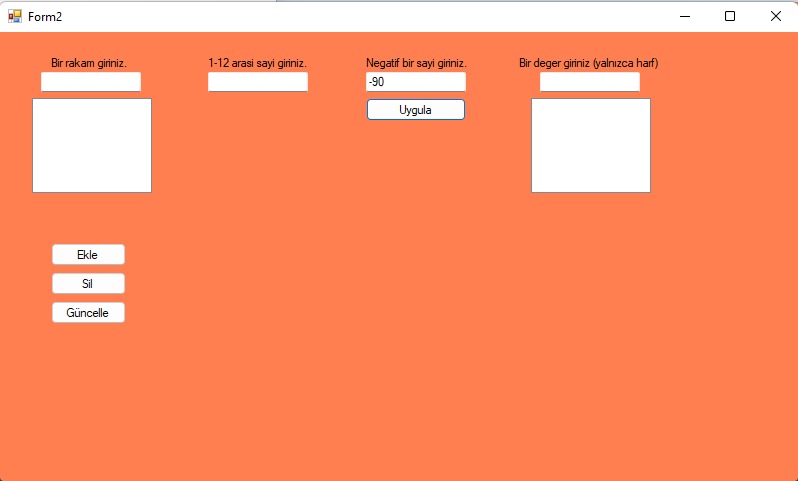 Form2
Bir rakam giriniz.
1-12 arasi sayi giriniz.
Negatif bir sayi giriniz.
Bir deger giriniz (yalnızca harf)
-90
Uygula
Ekle
Sil
Güncelle